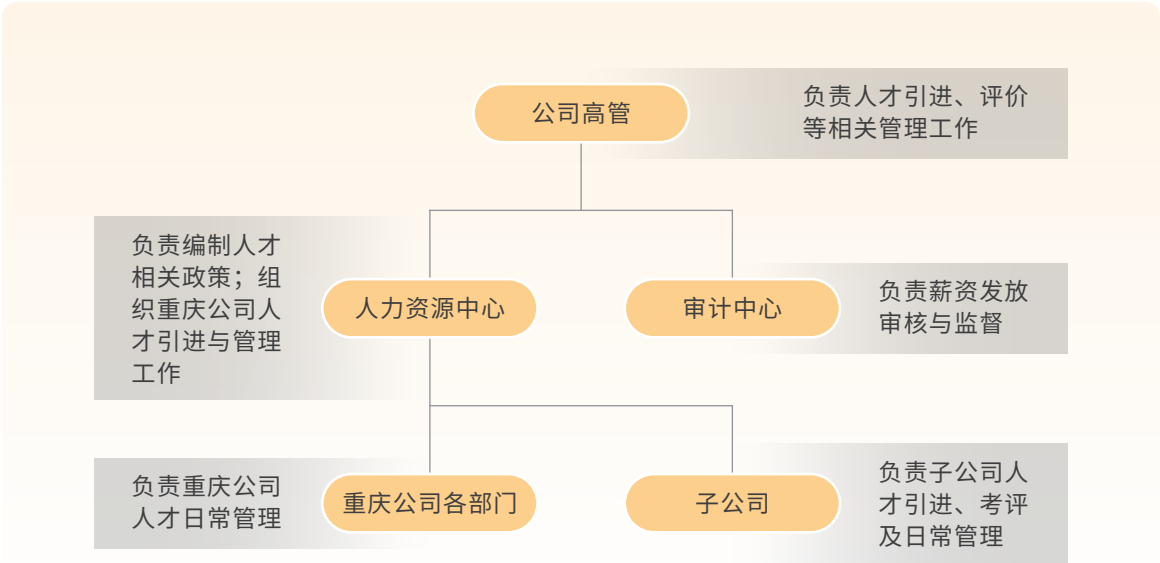 公司高管
负责人才引进、评价
等相关管理工作
负责编制人才
相关政策；组
织重庆公司人
才引进与管理
工作
人力资源中心
审计中心
负责薪资发放
审核与监督
负责重庆公司
人才日常管理
重庆公司各部门
子公司
负责子公司人
才引进、考评
及日常管理